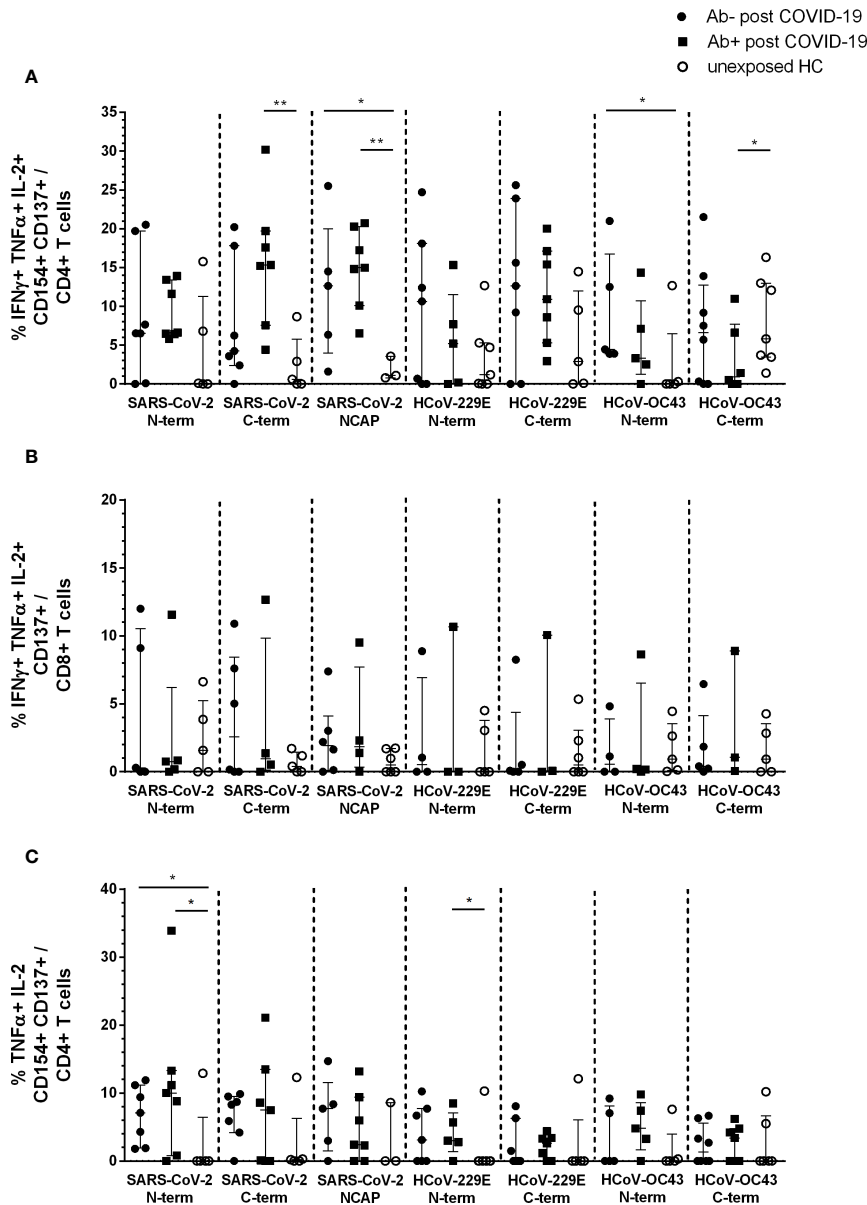 Ab- post COVID-19
Ab+ post COVID-19
unexposed HC
A
% IFNγ+ TNFα+ IL-2+
CD154+ CD137+ /
CD4+ T cells
35
30
25
20
15
10
5
0
** * ** * *
SARS-CoV-2 SARS-CoV-2 SARS-CoV-2 HCoV-229E HCoV-229E HCoV-OC43 HCoV-OC43
N-term C-term NCAP N-term C-term N-term C-term
B
% IFNγ+ TNFα+ IL-2+
CD137+ /
CD8+ T cells
20
15
10
5
0
SARS-CoV-2 SARS-CoV-2 SARS-CoV-2 HCoV-229E HCoV-229E HCoV-OC43 HCoV-OC43
N-term C-term NCAP N-term C-term N-term C-term
C
% TNFα+ IL-2
CD154+ CD137+ /
CD4+ T cells
40
30
20
10
0
* * *
SARS-CoV-2 SARS-CoV-2 SARS-CoV-2 HCoV-229E HCoV-229E HCoV-OC43 HCoV-OC43
N-term C-term NCAP N-term C-term N-term C-term